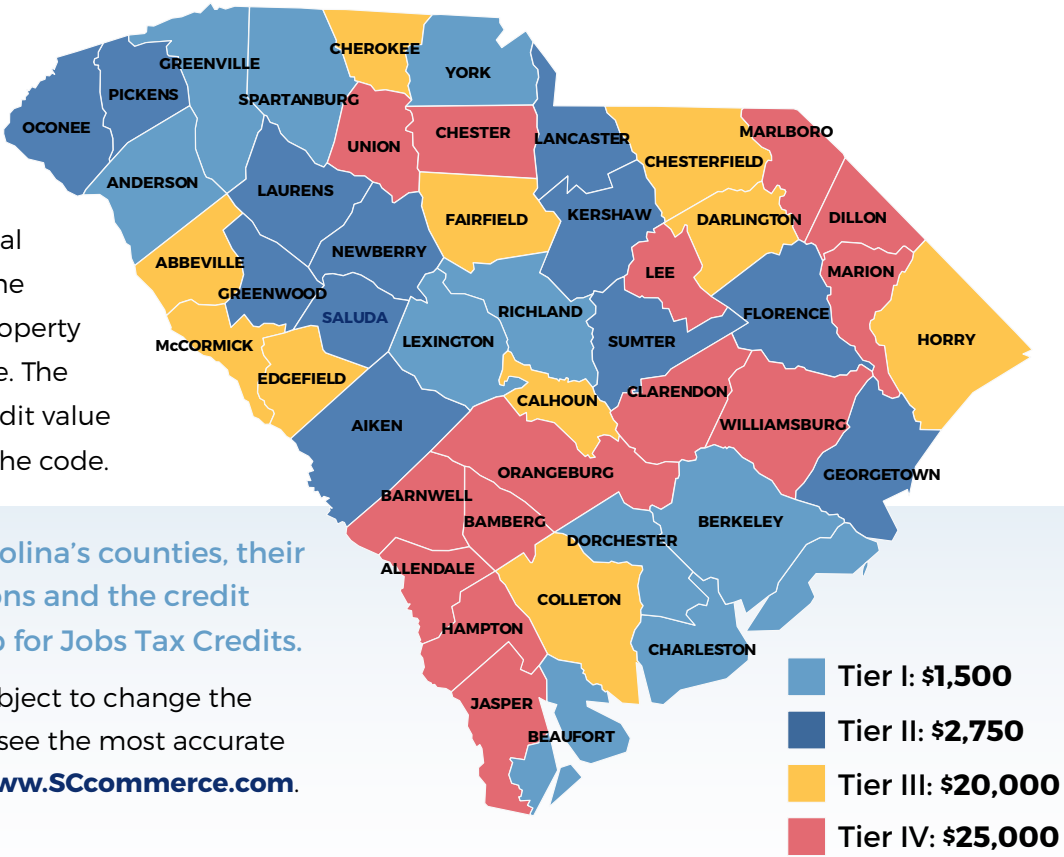 al
ne
operty
e. The
dit value
he code.
olina's counties, their
ons and the credit
o for Jobs Tax Credits.
bject to change the
see the most accurate
ww.SCcommerce.com.
CHEROKEE
GREENVILLE
YORK
PICKENS
SPARTANBURG
OCONEE
CHESTER
MARLBORO
UNION
LANCASTER
CHESTERFIELD
ANDERSON
LAURENS
KERSHAW
FAIRFIELD
DARLINGTON
DILLON
NEWBERRY
ABBEVILLE
LEE
MARION
GREENWOOD
RICHLAND
SALUDA
FLORENCE
LEXINGTON
SUMTER
HORRY
McCORMICK
EDGEFIELD
CALHOUN
CLARENDON
AIKEN
WILLIAMSBURG
ORANGEBURG
GEORGETOWN
BARNWELL
BAMBERG
BERKELEY
DORCHESTER
ALLENDALE
COLLETON
HAMPTON
CHARLESTON
JASPER
BEAUFORT
Tier I: $1,500
Tier II: $2,750
Tier III: $20,000
Tier IV: $25,000